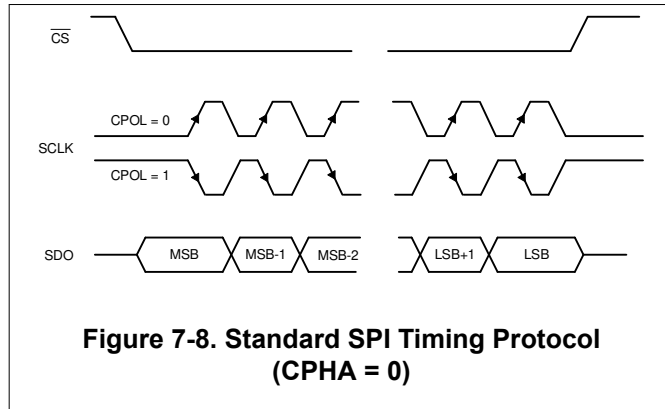 CS
CPOL = 0
SCLK
CPOL = 1
SDO
MSB
MSB-1
MSB-2
LSB+1
LSB
Figure 7-8. Standard SPI Timing Protocol
(CPHA = 0)